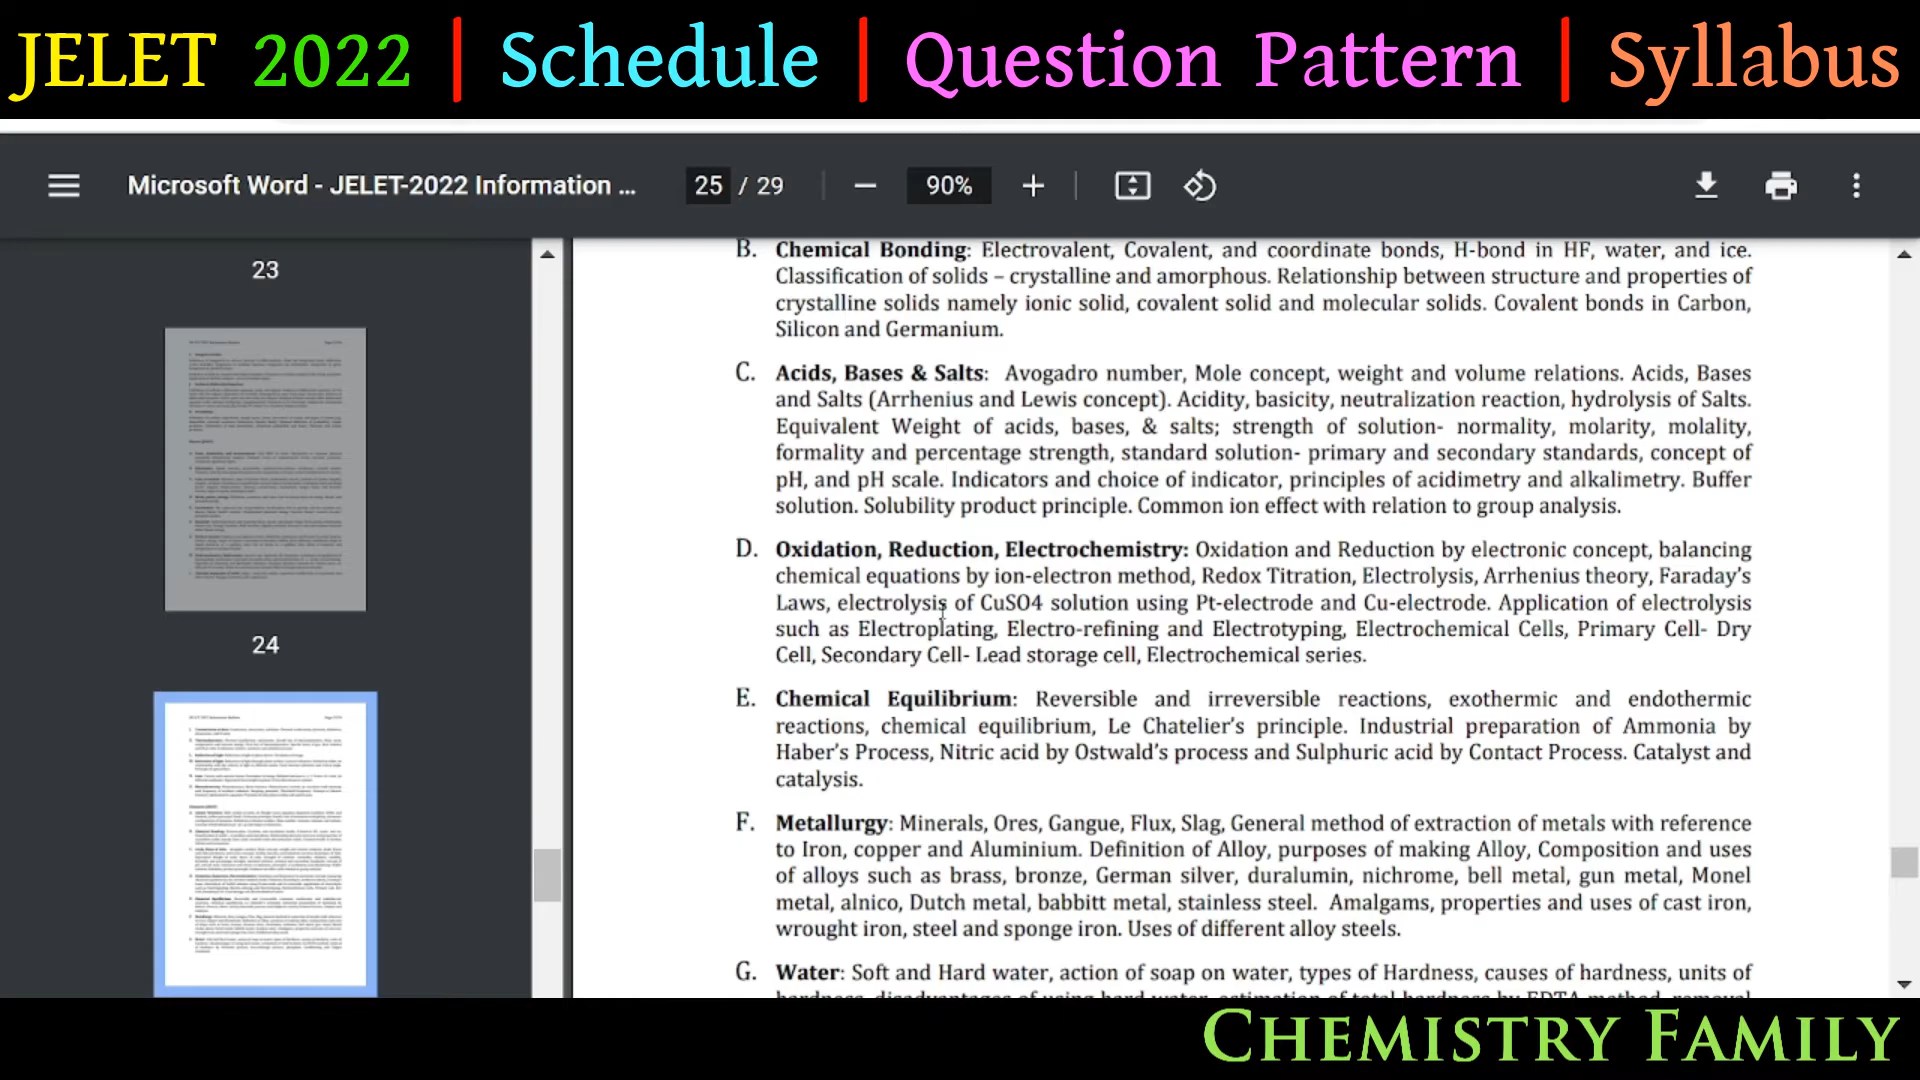 JELET 2022 | Schedule | Question Pattern | Syllabus
Microsoft Word - JELET-2022 Information ... 25 / 29 90%
23
24
B. Chemical Bonding: Electrovalent, Covalent, and coordinate bonds, H-bond in HF, water, and ice.
Classification of solids – crystalline and amorphous. Relationship between structure and properties of
crystalline solids namely ionic solid, covalent solid and molecular solids. Covalent bonds in Carbon,
Silicon and Germanium.
C. Acids, Bases & Salts: Avogadro number, Mole concept, weight and volume relations. Acids, Bases
and Salts (Arrhenius and Lewis concept). Acidity, basicity, neutralization reaction, hydrolysis of Salts.
Equivalent Weight of acids, bases, & salts; strength of solution- normality, molarity, molality,
formality and percentage strength, standard solution- primary and secondary standards, concept of
pH, and pH scale. Indicators and choice of indicator, principles of acidimetry and alkalimetry. Buffer
solution. Solubility product principle. Common ion effect with relation to group analysis.
D. Oxidation, Reduction, Electrochemistry: Oxidation and Reduction by electronic concept, balancing
chemical equations by ion-electron method, Redox Titration, Electrolysis, Arrhenius theory, Faraday's
Laws, electrolysis of CuSO4 solution using Pt-electrode and Cu-electrode. Application of electrolysis
such as Electroplating, Electro-refining and Electrotyping, Electrochemical Cells, Primary Cell- Dry
Cell, Secondary Cell- Lead storage cell, Electrochemical series.
E. Chemical Equilibrium: Reversible and irreversible reactions, exothermic and endothermic
reactions, chemical equilibrium, Le Chatelier's principle. Industrial preparation of Ammonia by
Haber's Process, Nitric acid by Ostwald's process and Sulphuric acid by Contact Process. Catalyst and
catalysis.
F. Metallurgy: Minerals, Ores, Gangue, Flux, Slag, General method of extraction of metals with reference
to Iron, copper and Aluminium. Definition of Alloy, purposes of making Alloy, Composition and uses
of alloys such as brass, bronze, German silver, duralumin, nichrome, bell metal, gun metal, Monel
metal, alnico, Dutch metal, babbitt metal, stainless steel. Amalgams, properties and uses of cast iron,
wrought iron, steel and sponge iron. Uses of different alloy steels.
G. Water: Soft and Hard water, action of soap on water, types of Hardness, causes of hardness, units of
hardness, disadvantages of using hard water, estimation of total hardness by EDTA method, removal
CHEMISTRY FAMILY